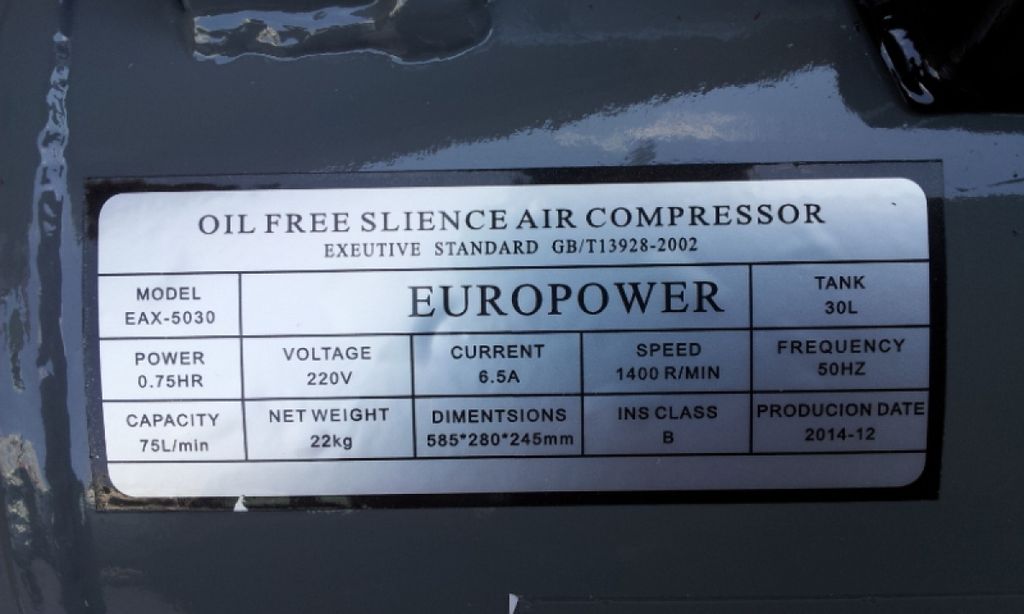 OIL FREE SLIENCE AIR COMPRESSOR
EXEUTIVE STANDARD GB/T13928-2002
MODEL
EAX-5030
EUROPOWER
TANK
30L
POWER
0.75HR
VOLTAGE
220V
CURRENT
6.5A
SPEED
1400 R/MIN
FREQUENCY
50HZ
CAPACITY
75L/min
NET WEIGHT
22kg
DIMENTSIONS
585*280*245mm
INS CLASS
B
PRODUCION DATE
2014-12